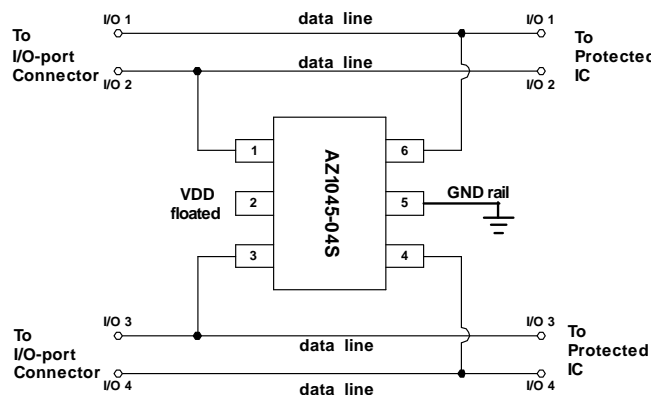 I/O 1
data line
I/O 1
To
I/O-port
Connector
To
Protected
IC
data line
I/O 2
I/O 2
1
6
VDD
floated
2
AZ1045-04S
5
GND rail
3
4
I/O 3
I/O 3
To
I/O-port
Connector
data line
To
Protected
IC
I/O 4
data line
I/O 4